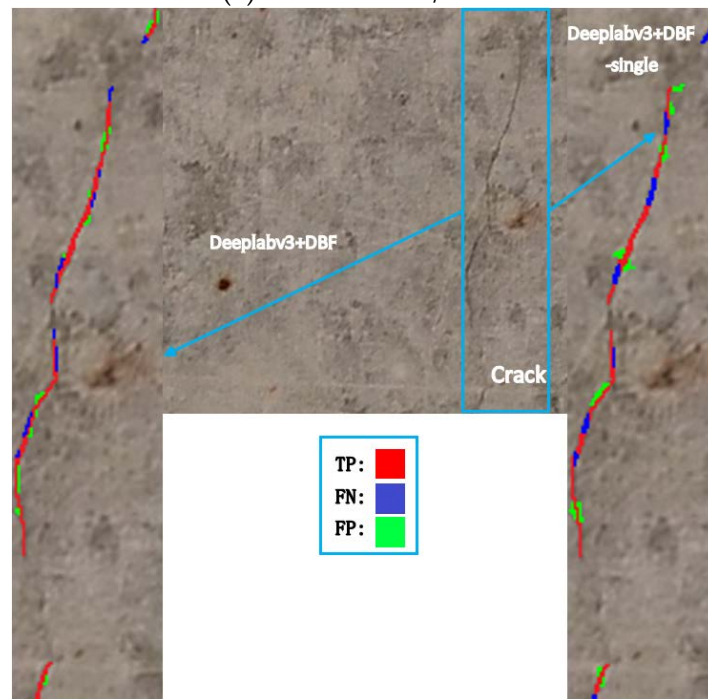 Deeplabv3+DBF
-single
Deeplabv3+DBF
Crack
TP:
FN:
FP: